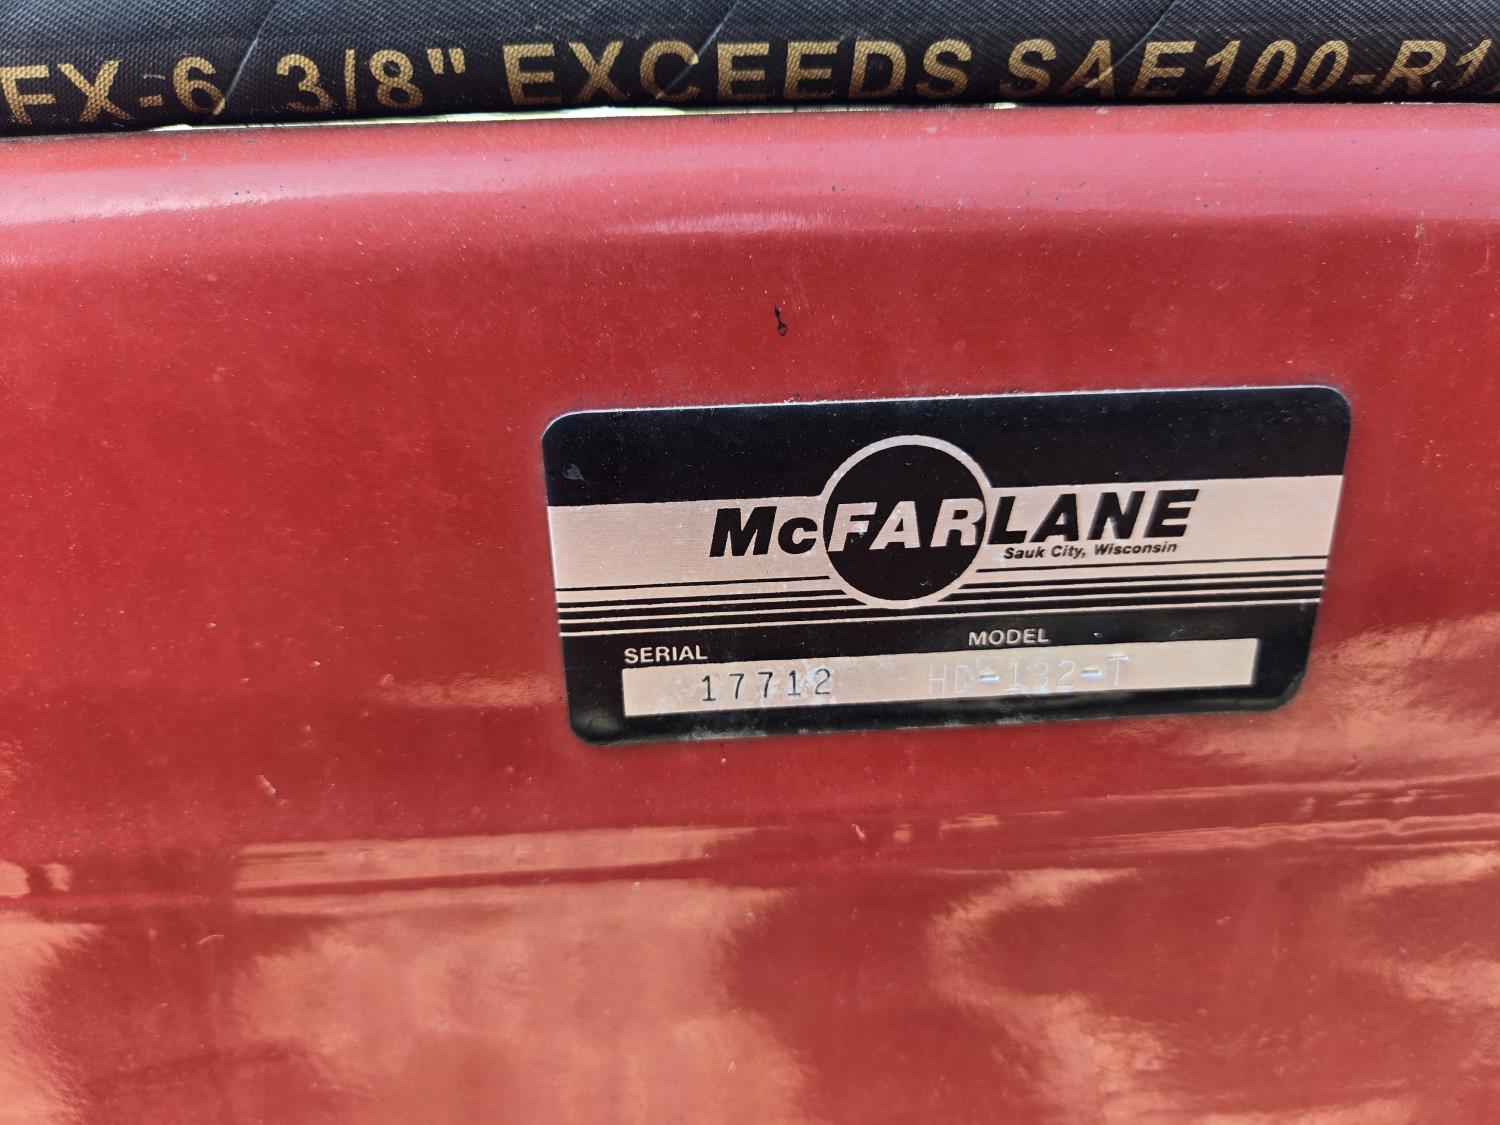 FX-6 3/8" EXCEEDS SAE100-R1
McFARLANE
Sauk City, Wisconsin
SERIAL MODEL
17712 HD-132-T